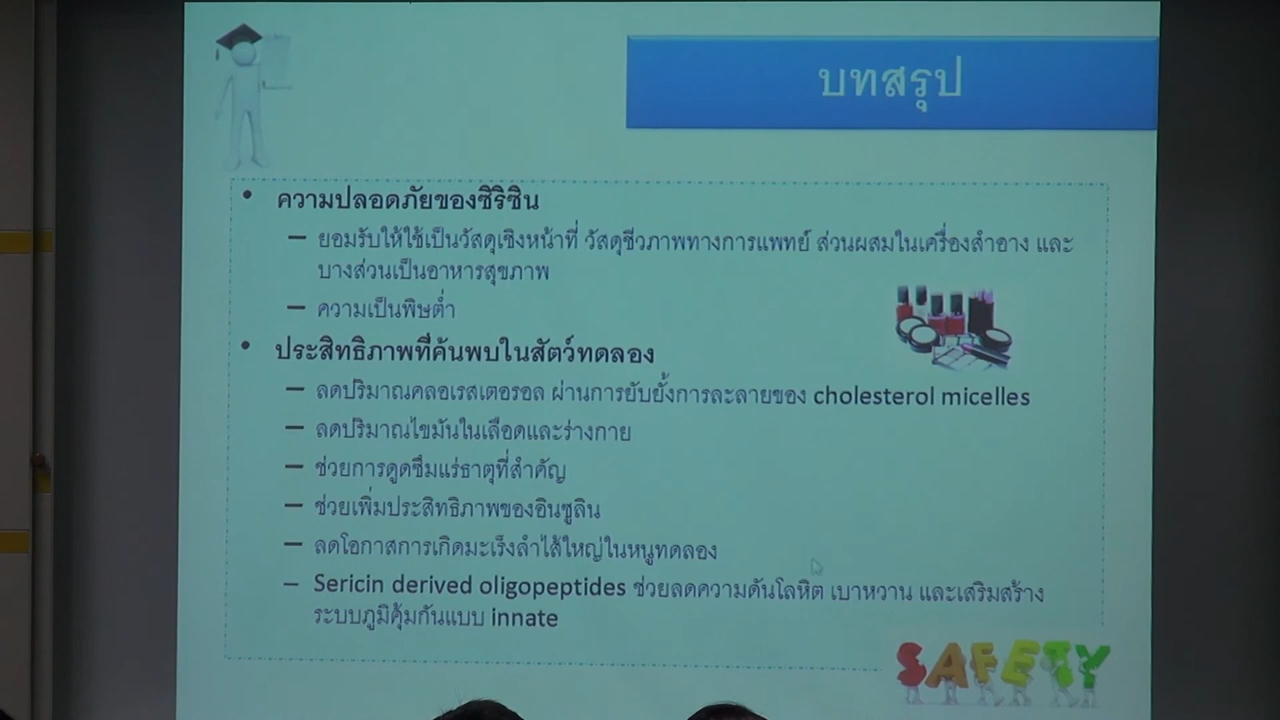 บทสรุป
• ความปลอดภัยของซิริซิน
– ยอมรับให้ใช้เป็นวัสดุเชิงหน้าที่ วัสดุชีวภาพทางการแพทย์ ส่วนผสมในเครื่องสำอาง และ
บางส่วนเป็นอาหารสุขภาพ
– ความเป็นพิษต่ำ
• ประสิทธิภาพที่ค้นพบในสัตว์ทดลอง
– ลดปริมาณคลอเรสเตอรอล ผ่านการยับยั้งการละลายของ cholesterol micelles
– ลดปริมาณไขมันในเลือดและร่างกาย
– ช่วยการดูดซึมแร่ธาตุที่สำคัญ
– ช่วยเพิ่มประสิทธิภาพของอินซูลิน
– ลดโอกาสการเกิดมะเร็งลำไส้ใหญ่ในหนูทดลอง
– Sericin derived oligopeptides ช่วยลดความดันโลหิต เบาหวาน และเสริมสร้าง
ระบบภูมิคุ้มกันแบบ innate
SAFETY